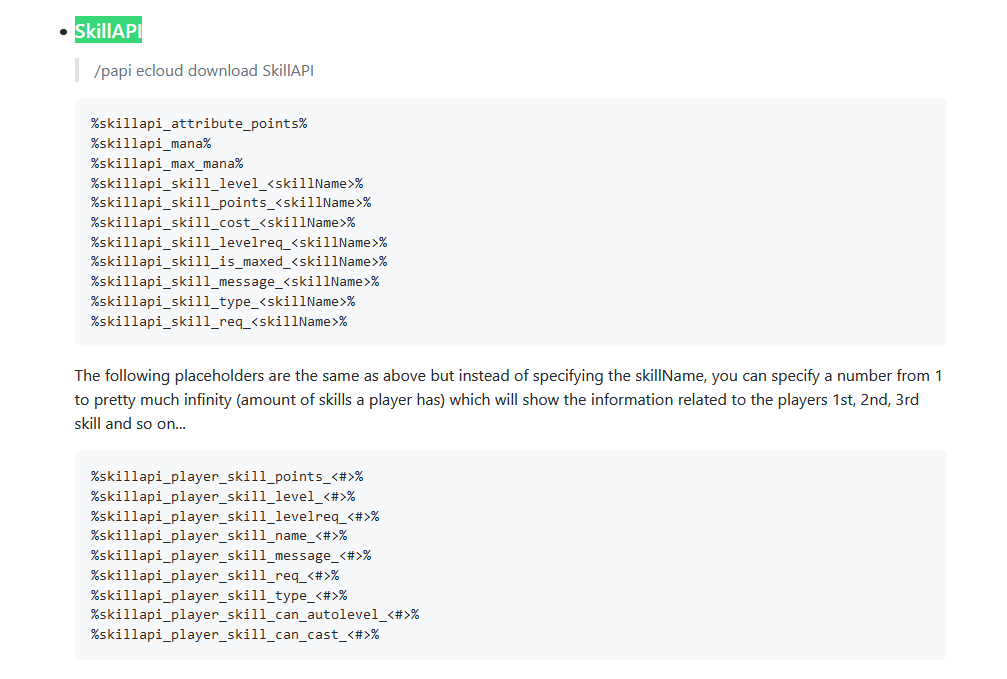 SkillAPI
/papi ecloud download SkillAPI
%skillapi_attribute_points%
%skillapi_mana%
%skillapi_max_mana%
%skillapi_skill_level_<skillName>%
%skillapi_skill_points_<skillName>%
%skillapi_skill_cost_<skillName>%
%skillapi_skill_levelreq_<skillName>%
%skillapi_skill_is_maxed_<skillName>%
%skillapi_skill_message_<skillName>%
%skillapi_skill_type_<skillName>%
%skillapi_skill_req_<skillName>%
The following placeholders are the same as above but instead of specifying the skillName, you can specify a number from 1
to pretty much infinity (amount of skills a player has) which will show the information related to the players 1st, 2nd, 3rd
skill and so on...
%skillapi_player_skill_points_<#>%
%skillapi_player_skill_level_<#>%
%skillapi_player_skill_levelreq_<#>%
%skillapi_player_skill_name_<#>%
%skillapi_player_skill_message_<#>%
%skillapi_player_skill_req_<#>%
%skillapi_player_skill_type_<#>%
%skillapi_player_skill_can_autolevel_<#>%
%skillapi_player_skill_can_cast_<#>%